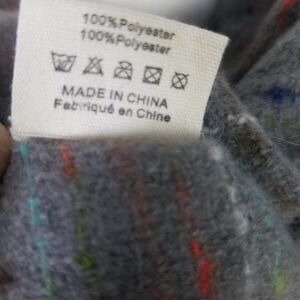 100% Polyester
100% Polyester
MADE IN CHINA
Fabriqué en Chine